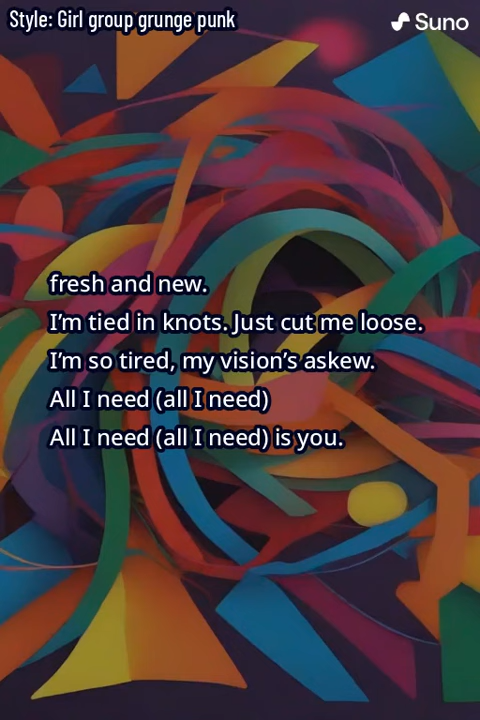 Style: Girl group grunge punk
Suno
fresh and new.
I’m tied in knots. Just cut me loose.
I’m so tired, my vision’s askew.
All I need (all I need)
All I need (all I need) is you.